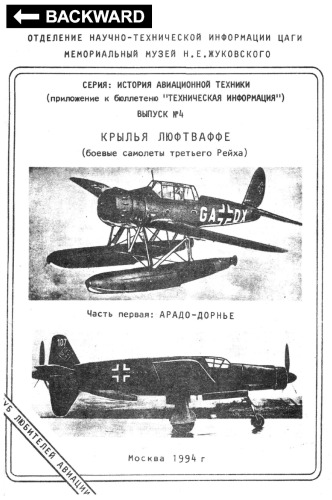 BACKWARD
ОТДЕЛЕНИЕ НАУЧНО-ТЕХНИЧЕСКОЙ ИНФОРМАЦИИ ЦАГИ
МЕМОРИАЛЬНЫЙ МУЗЕЙ Н.Е.ЖУКОВСКОГО
СЕРИЯ: ИСТОРИЯ АВИАЦИОННОЙ ТЕХНИКИ
(приложение к бюллетеню "ТЕХНИЧЕСКАЯ ИНФОРМАЦИЯ")
ВЫПУСК №4
КРЫЛЬЯ ЛЮФТВАФФЕ
(боевые самолеты третьего Рейха)
GA DX
Часть первая: АРАДО-ДОРНЬЕ
107
УБ ЛЮБИТЕЛЕЙ АВИАЦИИ
Москва 1994 г